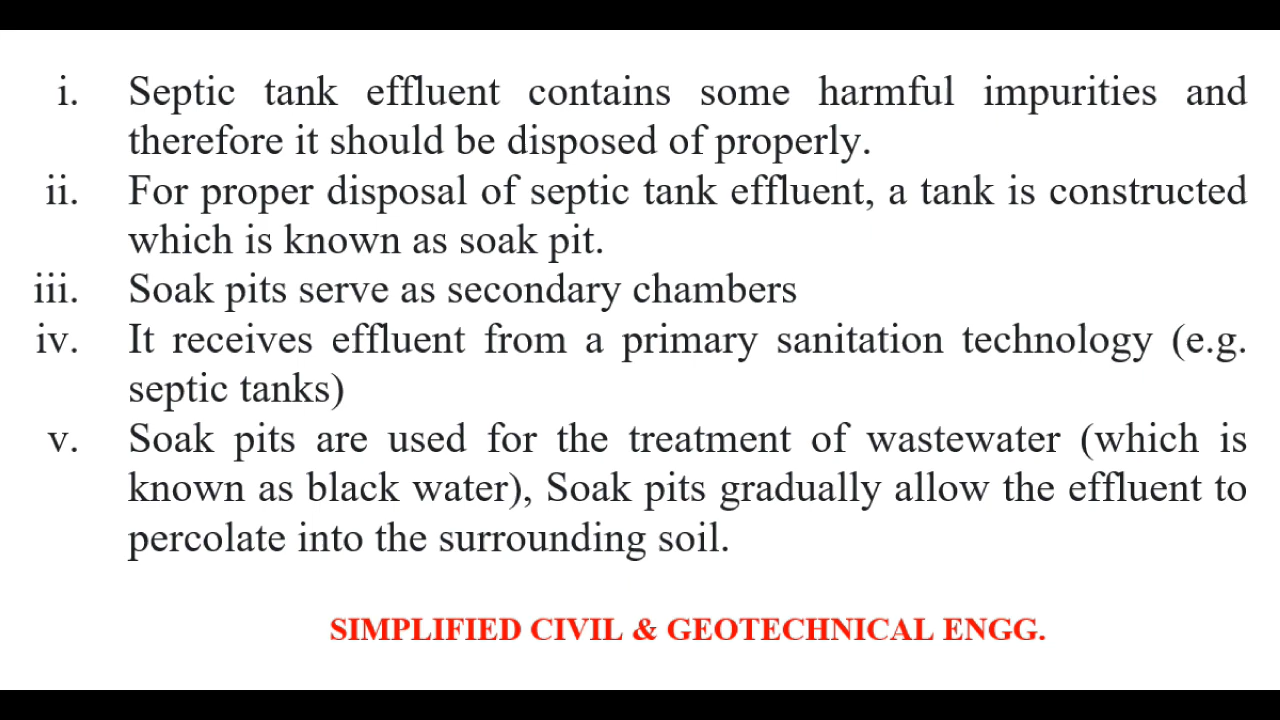 i. Septic tank effluent contains some harmful impurities and
therefore it should be disposed of properly.
ii. For proper disposal of septic tank effluent, a tank is constructed
which is known as soak pit.
iii. Soak pits serve as secondary chambers
iv. It receives effluent from a primary sanitation technology (e.g.
septic tanks)
v. Soak pits are used for the treatment of wastewater (which is
known as black water), Soak pits gradually allow the effluent to
percolate into the surrounding soil.
SIMPLIFIED CIVIL & GEOTECHNICAL ENGG.